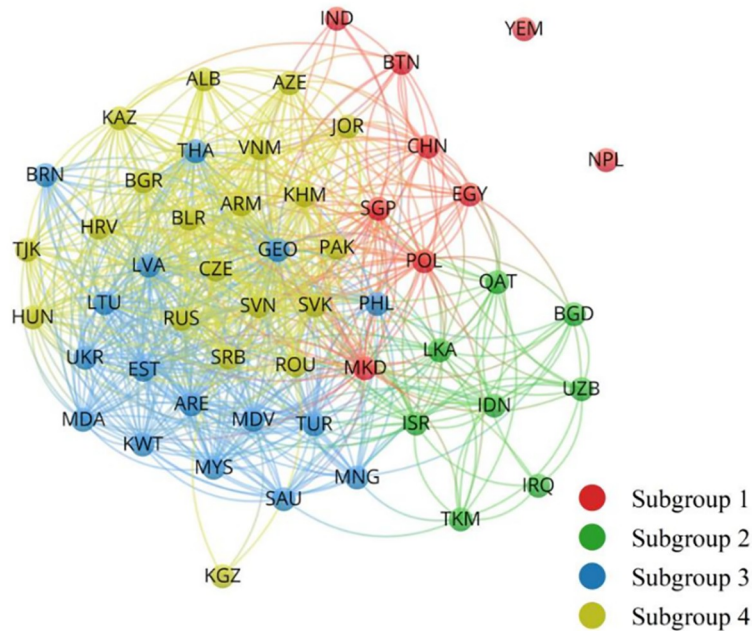 IND
YEM
BTN
ALB
AZE
KAZ
JOR
THA
VNM
CHN
NPL
BRN
BGR
KHM
EGY
ARM
SGP
BLR
HRV
TJK
GEO
PAK
LVA
CZE
POL
QAT
LTU
SVN
SVK
PHL
BGD
HUN
RUS
UKR
EST
SRB
ROU
MKD
LKA
UZB
ARE
IDN
MDA
KWT
MDV
TUR
ISR
MYS
SAU
MNG
IRQ
TKM
KGZ
Subgroup 1
Subgroup 2
Subgroup 3
Subgroup 4